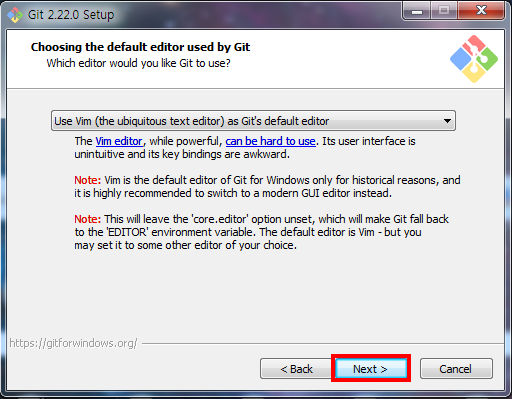 Git 2.22.0 Setup
Choosing the default editor used by Git
Which editor would you like Git to use?
Use Vim (the ubiquitous text editor) as Git's default editor
The Vim editor, while powerful, can be hard to use. Its user interface is
unintuitive and its key bindings are awkward.
Note: Vim is the default editor of Git for Windows only for historical reasons, and
it is highly recommended to switch to a modern GUI editor instead.
Note: This will leave the 'core.editor' option unset, which will make Git fall back
to the 'EDITOR' environment variable. The default editor is Vim - but you
may set it to some other editor of your choice.
https://gitforwindows.org/
< Back
Next >
Cancel